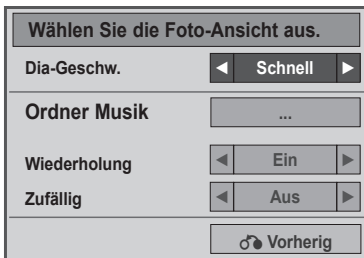 Wählen Sie die Foto-Ansicht aus.
Dia-Geschw. ◀ Schnell ▶
Ordner Musik ...
Wiederholung ◀ Ein ▶
Zufällig ◀ Aus ▶
Vorherig